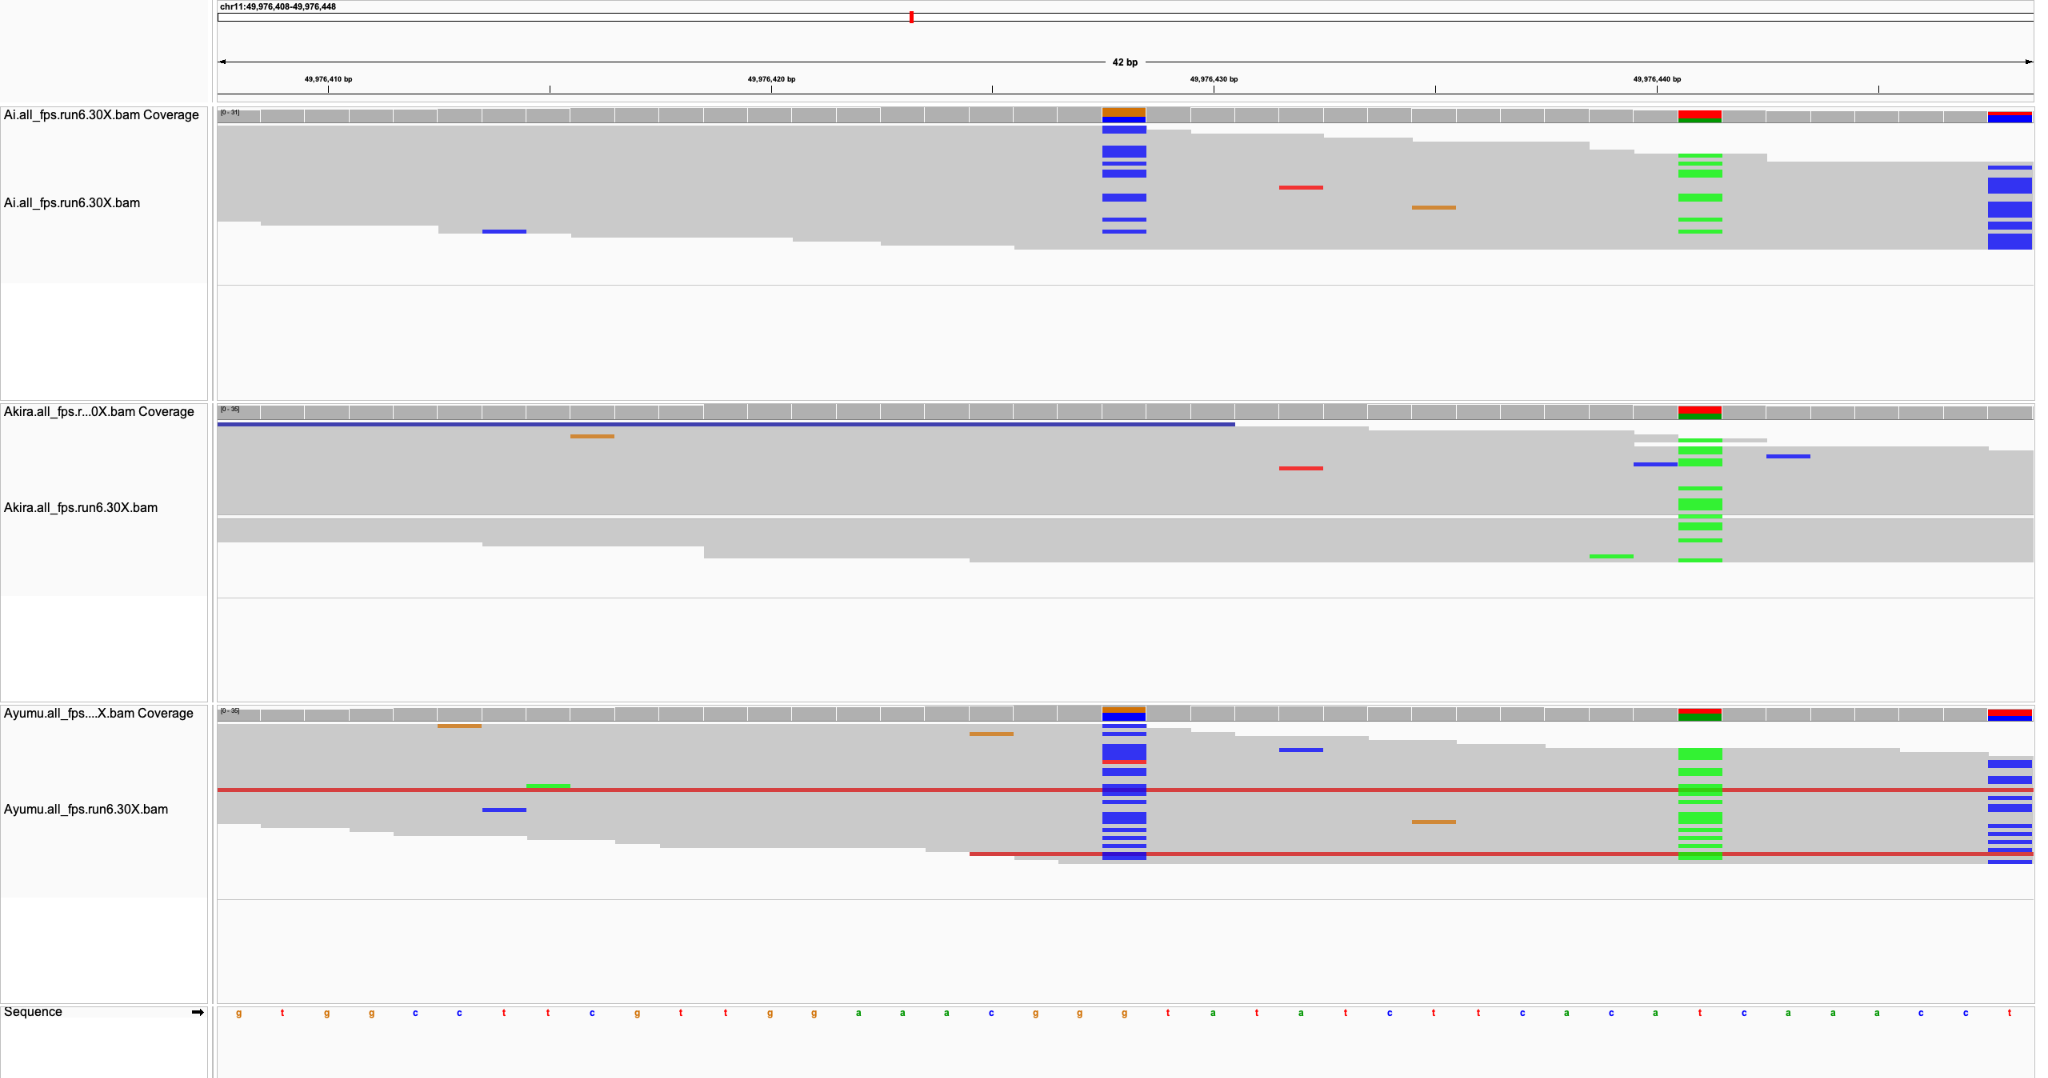 chr11:49,976,408-49,976,448
42 bp
49,976,410 bp 49,976,420 bp 49,976,430 bp 49,976,440 bp
Ai.all_fps.run6.30X.bam Coverage
[0 - 31]
Ai.all_fps.run6.30X.bam
Akira.all_fps.r...0X.bam Coverage
[0 - 35]
Akira.all_fps.run6.30X.bam
Ayumu.all_fps....X.bam Coverage
[0 - 35]
Ayumu.all_fps.run6.30X.bam
Sequence
g t g g c c t t c g t t g g a a a c g g g t a t a t c t t c a c a t c a a a c c t